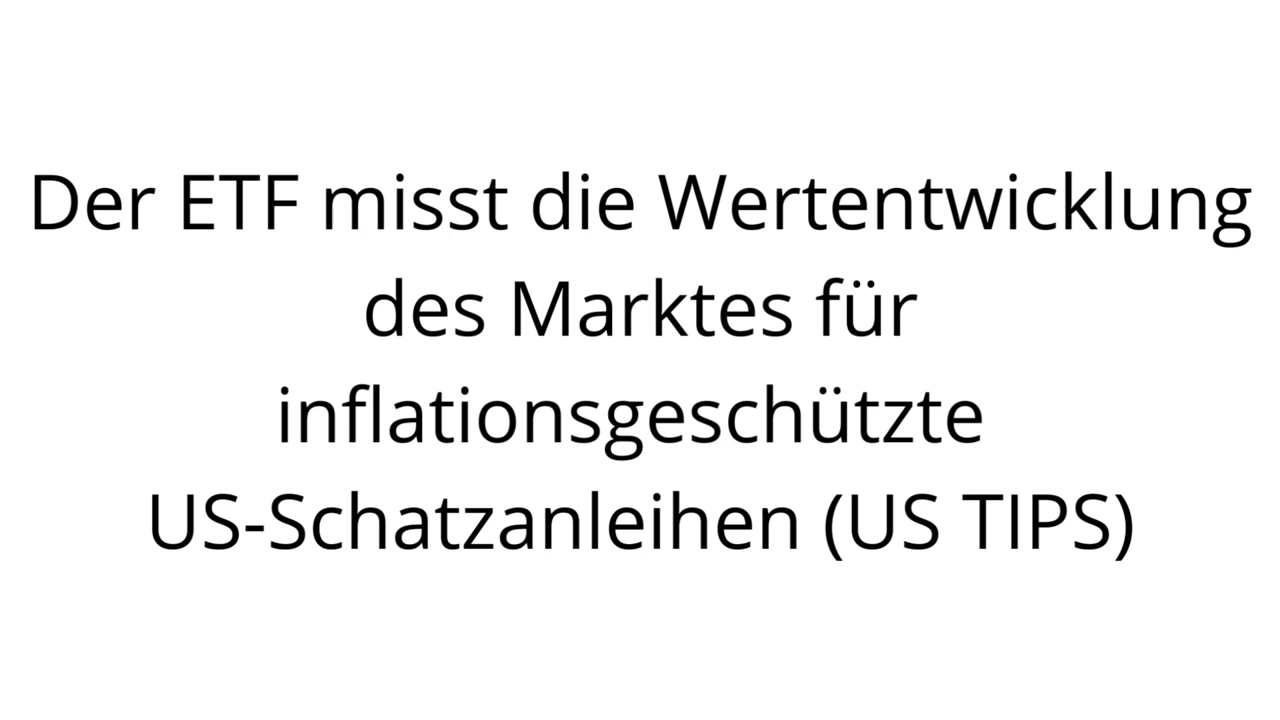 Der ETF misst die Wertentwicklung
des Marktes für
inflationsgeschützte
US-Schatzanleihen (US TIPS)